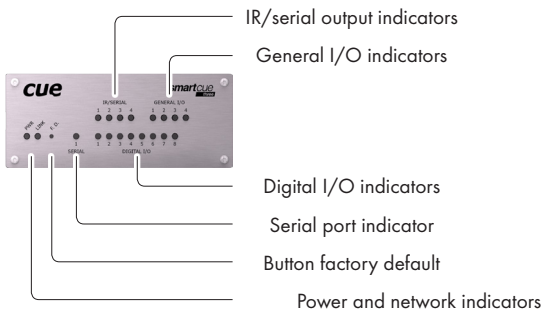 IR/serial output indicators
General I/O indicators
cue
smartcue
IR/SERIAL
GENERAL I/O
1 2 3 4
1 2 3 4
PWR
LINK
F. D.
1
1 2 3 4 5 6 7 8
SERIAL
DIGITAL I/O
Digital I/O indicators
Serial port indicator
Button factory default
Power and network indicators